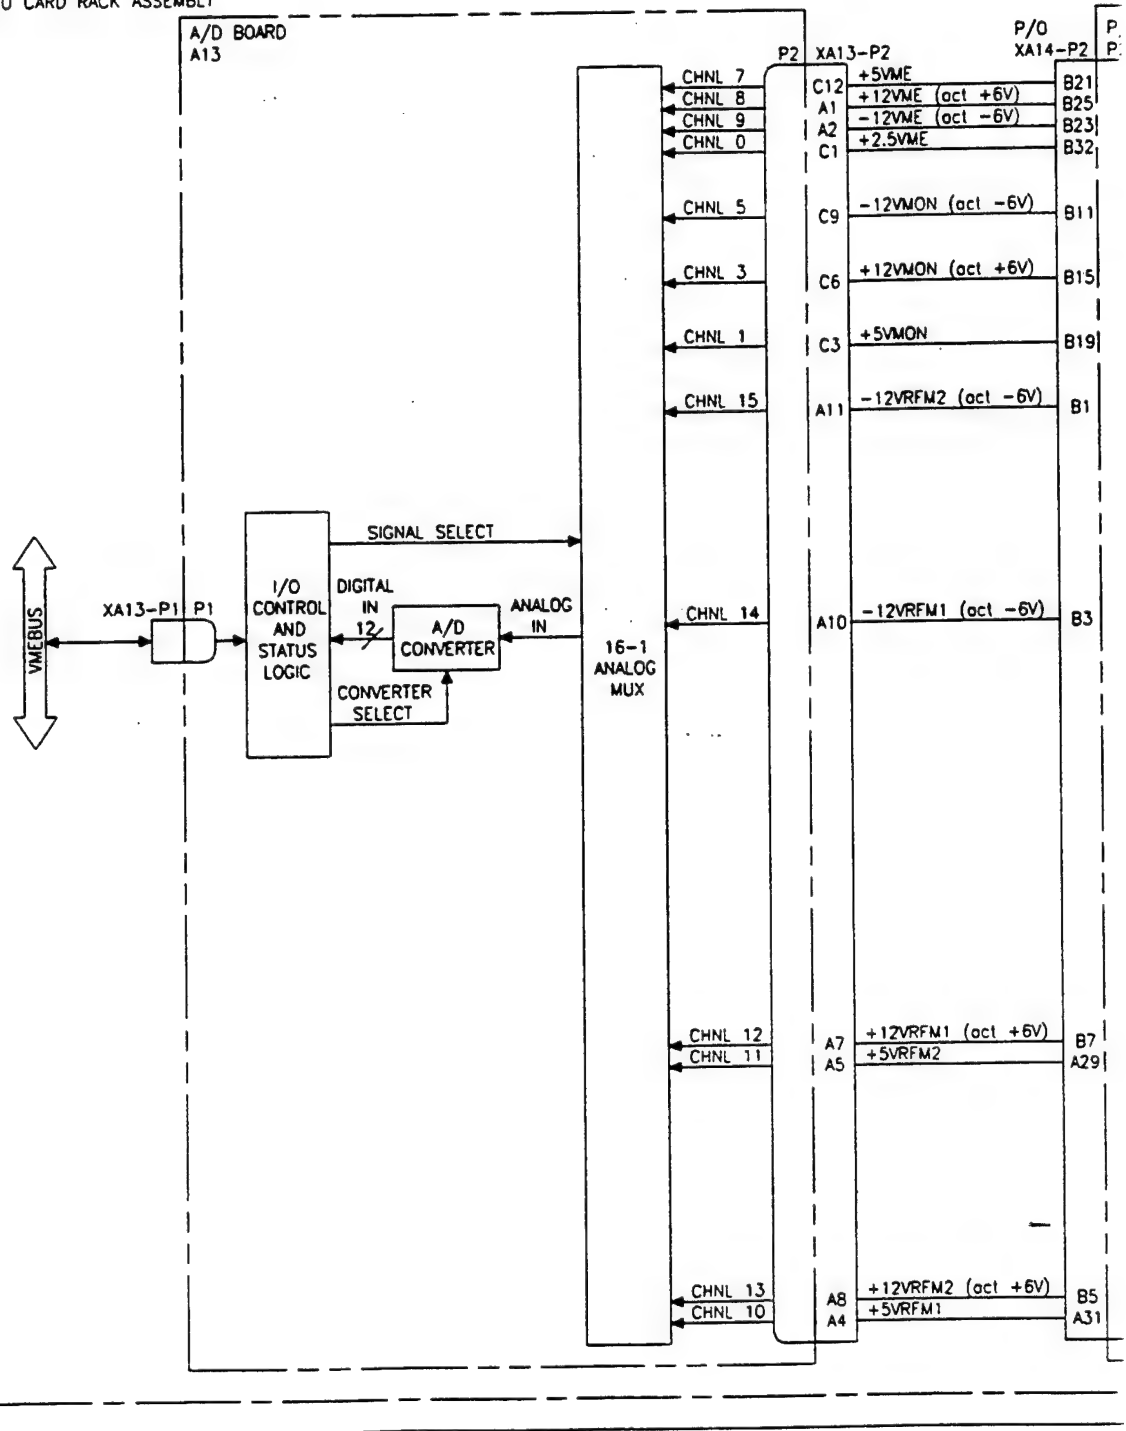 U CARD RACK ASSEMBLY
A/D BOARD
A13
P/O
XA14-P2
P2
XA13-P2
CHNL 7
C12
+5VME
B21
CHNL 8
A1
+12VME (act +6V)
B25
CHNL 9
A2
-12VME (act -6V)
B23
CHNL 0
C1
+2.5VME
B32
CHNL 5
C9
-12VMON (act -6V)
B11
CHNL 3
C6
+12VMON (act +6V)
B15
CHNL 1
C3
+5VMON
B19
CHNL 15
A11
-12VRFM2 (act -6V)
B1
SIGNAL SELECT
VMEBUS
XA13-P1
P1
I/O
CONTROL
AND
STATUS
LOGIC
DIGITAL
IN
12
A/D
CONVERTER
ANALOG
IN
CONVERTER
SELECT
16-1
ANALOG
MUX
CHNL 14
A10
-12VRFM1 (act -6V)
B3
CHNL 12
A7
+12VRFM1 (act +6V)
B7
CHNL 11
A5
+5VRFM2
A29
CHNL 13
A8
+12VRFM2 (act +6V)
B5
CHNL 10
A4
+5VRFM1
A31